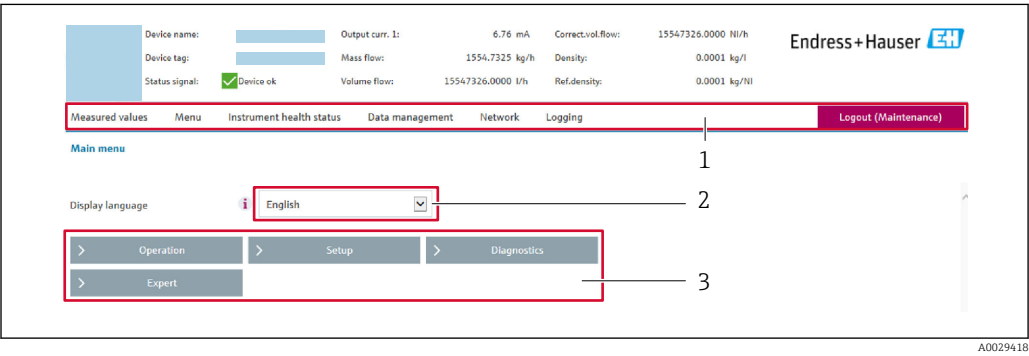 Device name: Output curr. 1: 6.76 mA Correct.vol.flow: 15547326.0000 Nl/h
Endress+Hauser EH
Device tag: Mass flow: 1554.7325 kg/h Density: 0.0001 kg/l
Status signal: Device ok Volume flow: 15547326.0000 l/h Ref.density: 0.0001 kg/Nl
Measured values Menu Instrument health status Data management Network Logging Logout (Maintenance)
1
Main menu
Display language i English 2
> Operation > Setup > Diagnostics
> Expert 3
A0029418